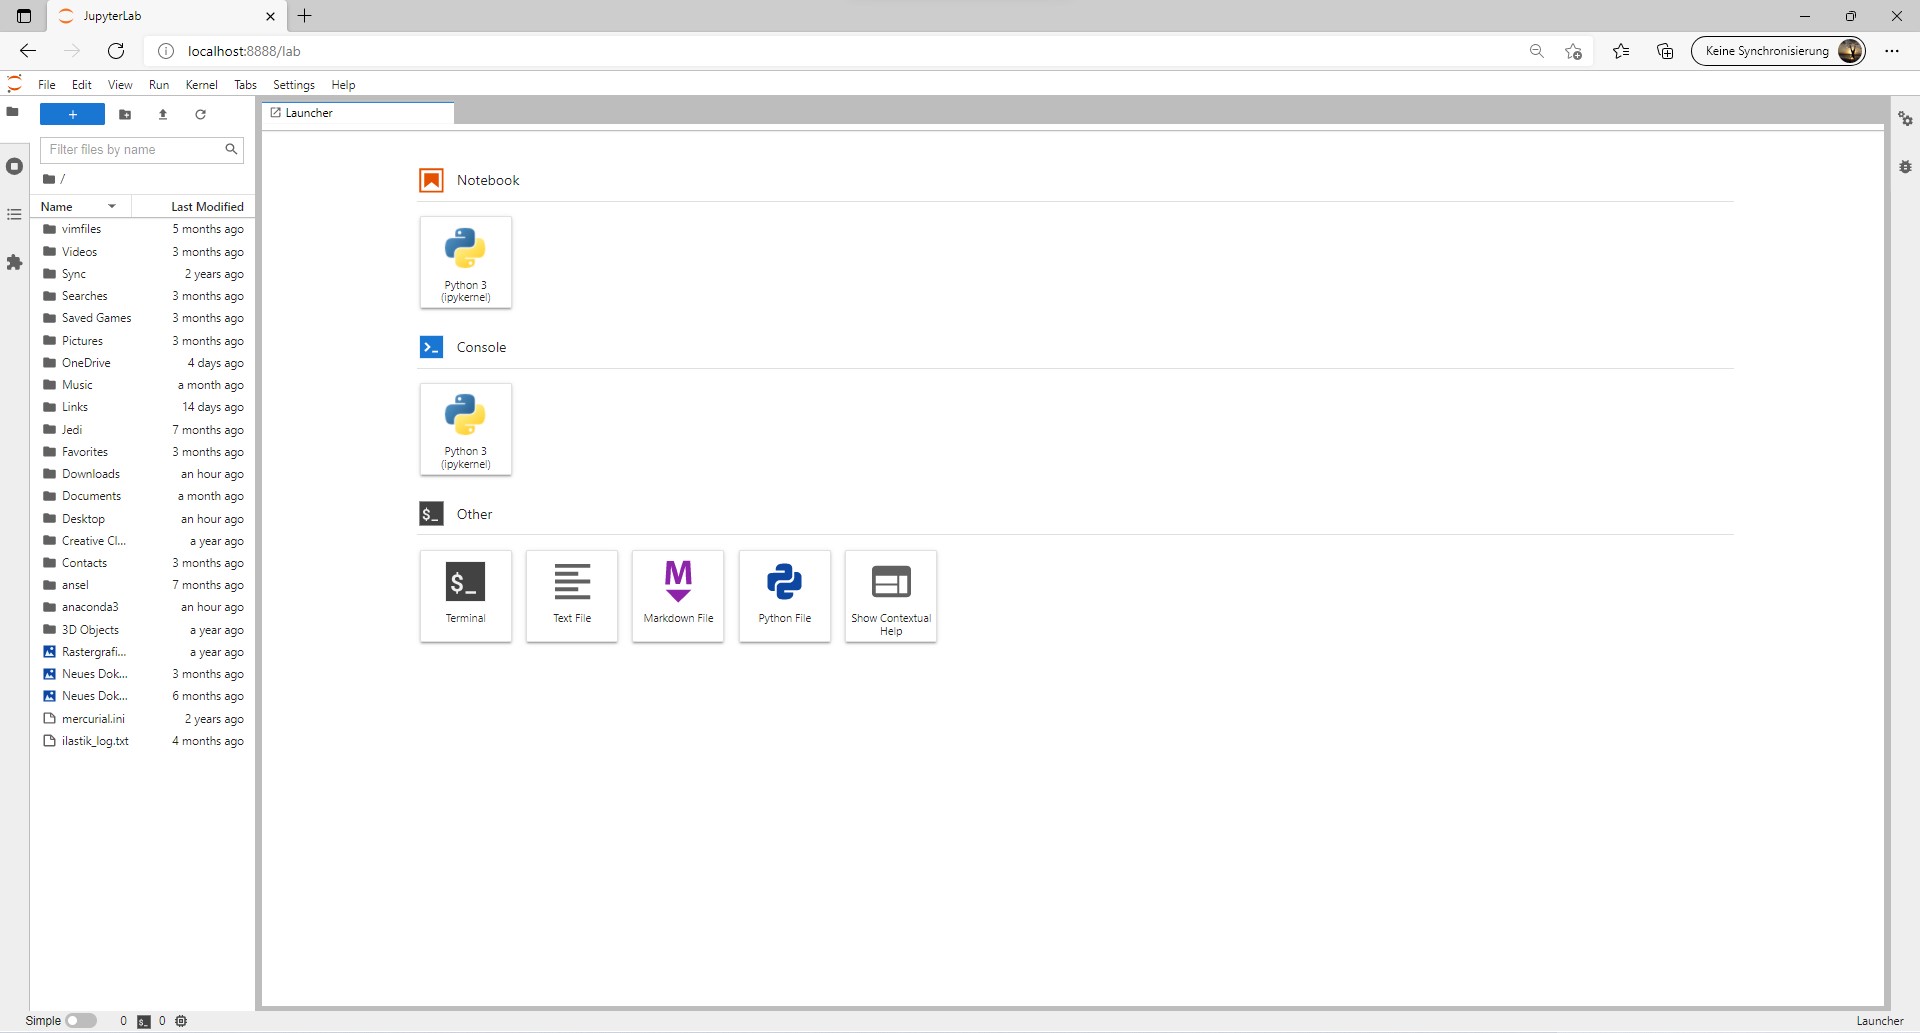 JupyterLab
localhost:8888/lab
Keine Synchronisierung
File Edit View Run Kernel Tabs Settings Help
+
Launcher
Filter files by name
/
Name Last Modified
vimfiles 5 months ago
Videos 3 months ago
Sync 2 years ago
Searches 3 months ago
Saved Games 3 months ago
Pictures 3 months ago
OneDrive 4 days ago
Music a month ago
Links 14 days ago
Jedi 7 months ago
Favorites 3 months ago
Downloads an hour ago
Documents a month ago
Desktop an hour ago
Creative Cl... a year ago
Contacts 3 months ago
ansel 7 months ago
anaconda3 an hour ago
3D Objects a year ago
Rastergrafi... a year ago
Neues Dok... 3 months ago
Neues Dok... 6 months ago
mercurial.ini 2 years ago
ilastik_log.txt 4 months ago
Notebook
Python 3
(ipykernel)
Console
Python 3
(ipykernel)
$_ Other
$_
Terminal
Text File
M
Markdown File
Python File
Show Contextual
Help
Simple 0 $_ 0
Launcher